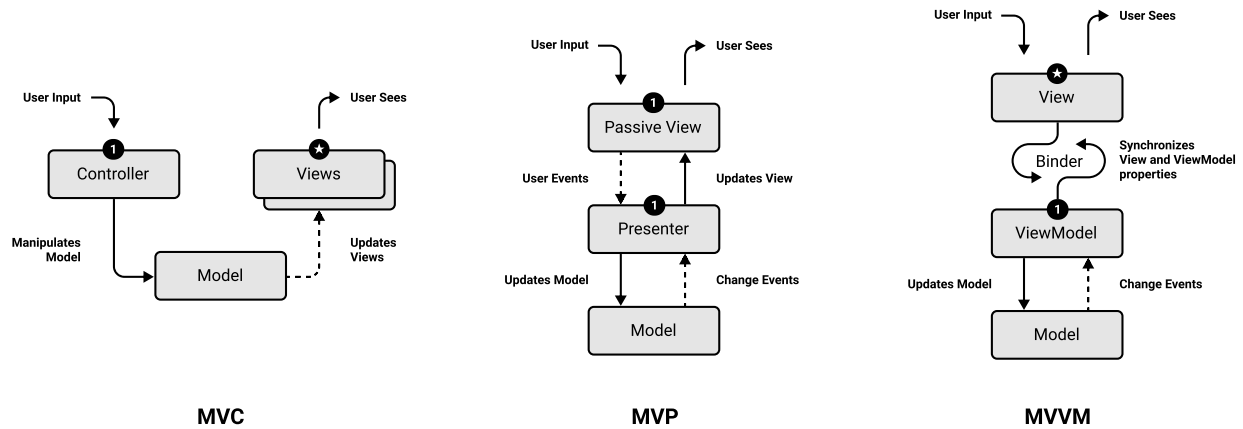 User Input
User Sees
1
Controller
Views
Manipulates
Model
Updates
Views
Model
MVC
User Input
User Sees
1
Passive View
User Events
Updates View
1
Presenter
Updates Model
Change Events
Model
MVP
User Input
User Sees
View
Binder
Synchronizes
View and ViewModel
properties
1
ViewModel
Updates Model
Change Events
Model
MVVM